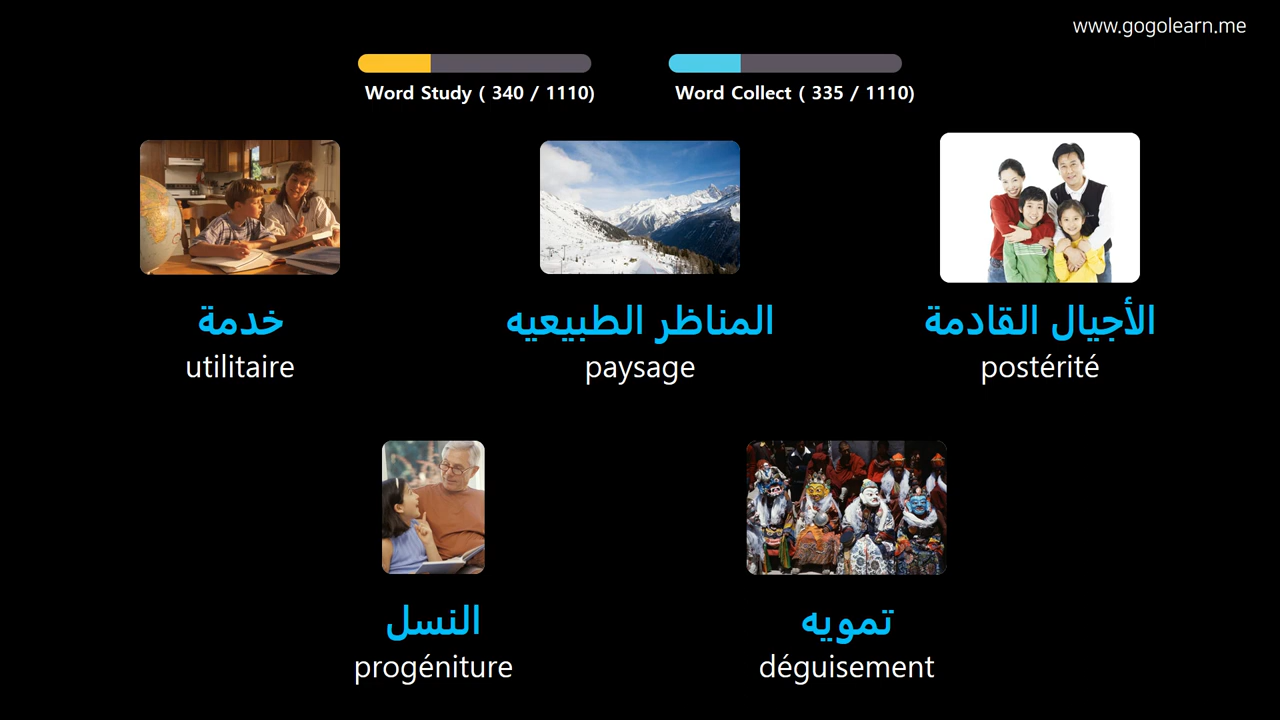 www.gogolearn.me
Word Study ( 340 / 1110)
Word Collect ( 335 / 1110)
خدمة
utilitaire
المناظر الطبيعيه
paysage
الأجيال القادمة
postérité
النسل
progéniture
تمويه
déguisement